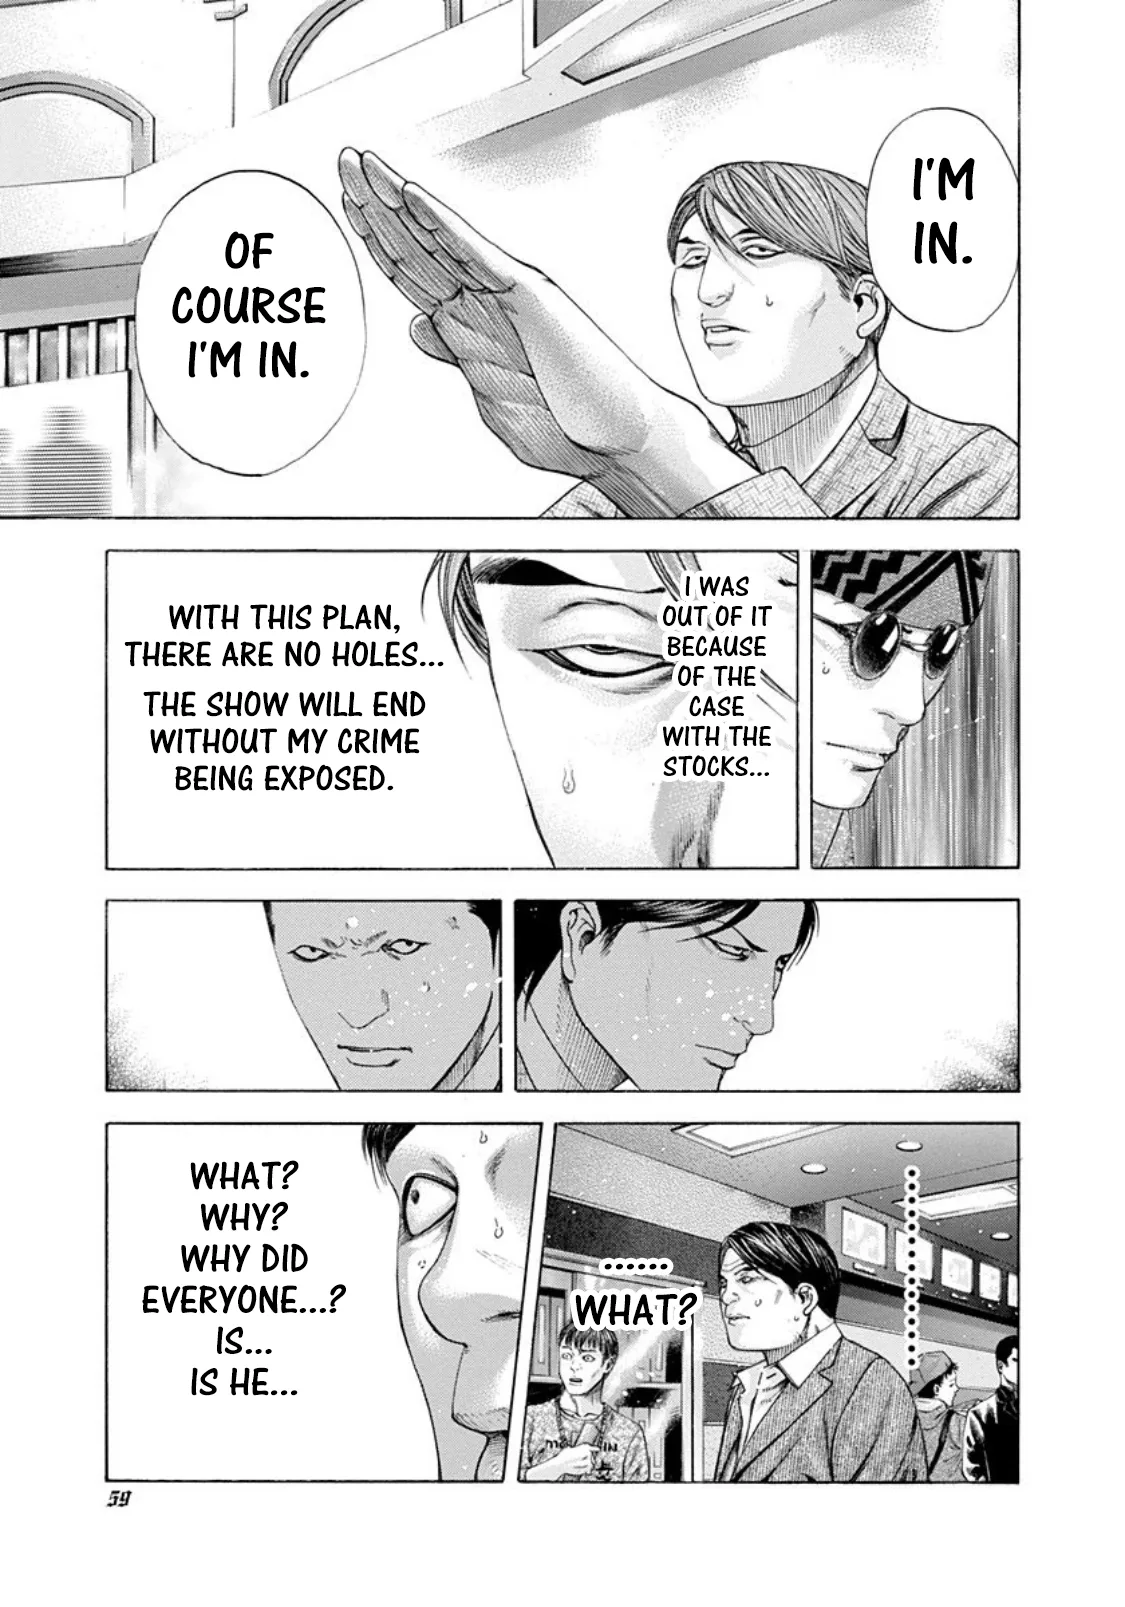 I'M
IN.
OF
COURSE
I'M IN.
I WAS
OUT OF IT
BECAUSE
OF THE
CASE
WITH THE
STOCKS...
WITH THIS PLAN,
THERE ARE NO HOLES...
THE SHOW WILL END
WITHOUT MY CRIME
BEING EXPOSED.
......
WHAT?
WHAT?
WHY?
WHY DID
EVERYONE...?
IS...
IS HE...
59